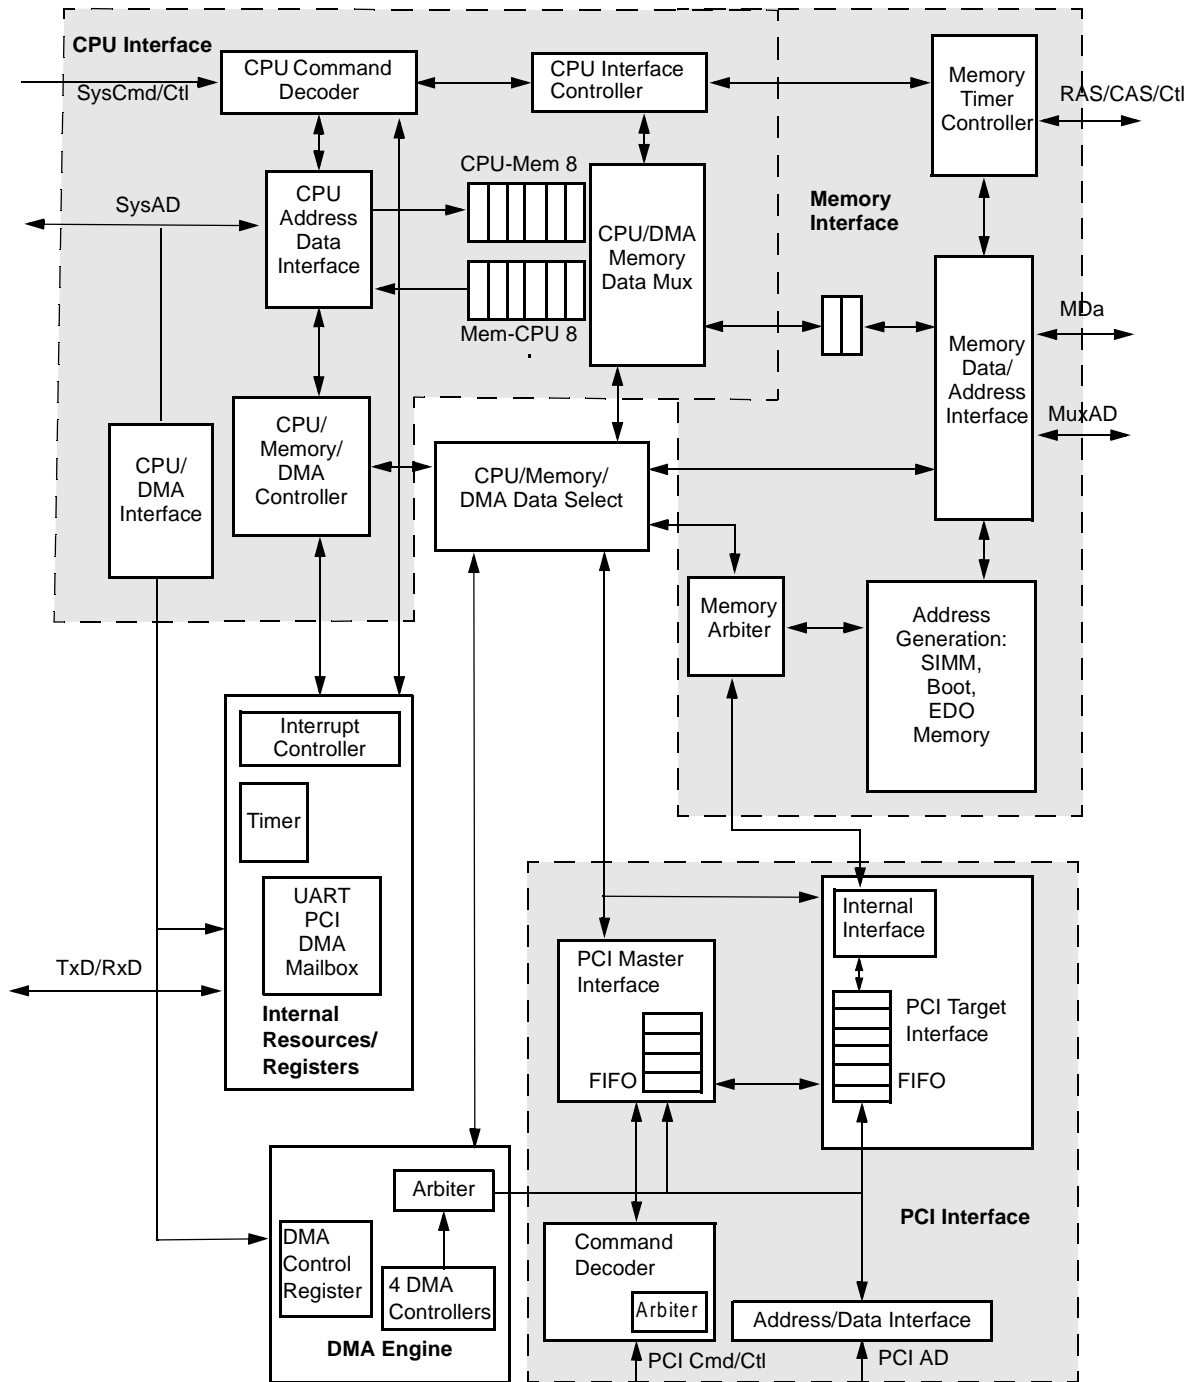 CPU Interface
SysCmd/Ctl
CPU Command
Decoder
CPU Interface
Controller
Memory
Timer
Controller
RAS/CAS/Ctl
SysAD
CPU
Address
Data
Interface
CPU-Mem 8
Mem-CPU 8
CPU/DMA
Memory
Data Mux
Memory
Interface
Memory
Data/
Address
Interface
MDa
MuxAD
CPU/
DMA
Interface
CPU/
Memory/
DMA
Controller
CPU/Memory/
DMA Data Select
Memory
Arbiter
Address
Generation:
SIMM,
Boot,
EDO
Memory
Interrupt
Controller
Timer
UART
PCI
DMA
Mailbox
TxD/RxD
Internal
Resources/
Registers
PCI Master
Interface
FIFO
Internal
Interface
PCI Target
Interface
FIFO
Arbiter
DMA
Control
Register
4 DMA
Controllers
DMA Engine
Command
Decoder
Arbiter
PCI Interface
Address/Data Interface
PCI Cmd/Ctl
PCI AD